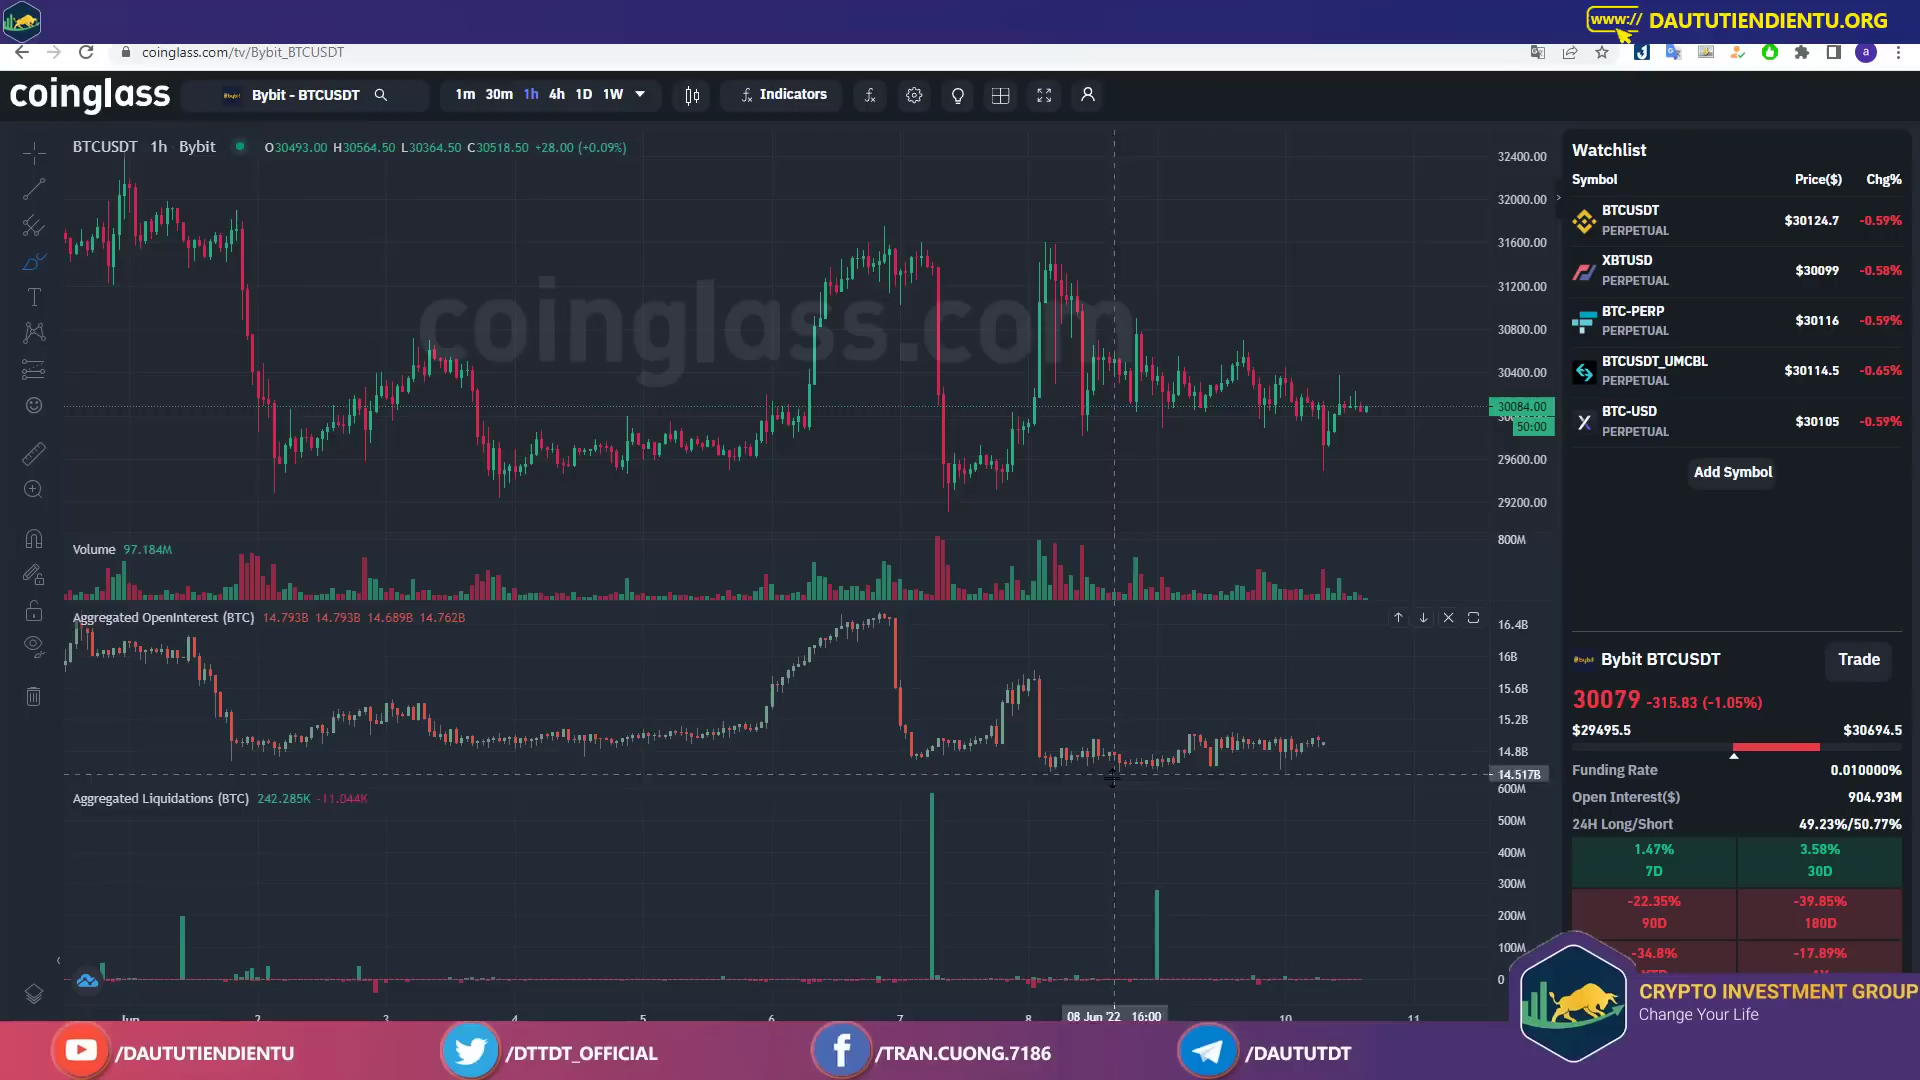 www.// DAUTUTIENDIENTU.ORG
coinglass.com/tv/Bybit_BTCUSDT
a
coinglass
Bybit - BTCUSDT
1m 30m 1h 4h 1D 1W
Indicators
BTCUSDT 1h Bybit O30493.00 H30564.50 L30364.50 C30518.50 +28.00 (+0.09%)
coinglass.com
32400.00
32000.00
31600.00
31200.00
30800.00
30400.00
30084.00
50:00
29600.00
29200.00
Volume 97.184M
800M
Aggregated OpenInterest (BTC) 14.793B 14.793B 14.689B 14.762B
16.4B
16B
15.6B
15.2B
14.8B
14.517B
Aggregated Liquidations (BTC) 242.285K -11.044K
600M
500M
400M
300M
200M
100M
0
Jun 2 3 4 5 6 7 8 08 Jun '22 16:00 10 11
Watchlist
Symbol Price($) Chg%
BTCUSDT
PERPETUAL
$30124.7 -0.59%
XBTUSD
PERPETUAL
$30099 -0.58%
BTC-PERP
PERPETUAL
$30116 -0.59%
BTCUSDT_UMCBL
PERPETUAL
$30114.5 -0.65%
BTC-USD
PERPETUAL
$30105 -0.59%
Add Symbol
Bybit BTCUSDT
Trade
30079 -315.83 (-1.05%)
$29495.5 $30694.5
Funding Rate 0.010000%
Open Interest($) 904.93M
24H Long/Short 49.23%/50.77%
1.47% 3.58%
7D 30D
-22.35% -39.85%
90D 180D
-34.8% -17.89%
CRYPTO INVESTMENT GROUP
Change Your Life
/DAUTUTIENDIENTU
/DTTDT_OFFICIAL
/TRAN.CUONG.7186
/DAUTUTDT